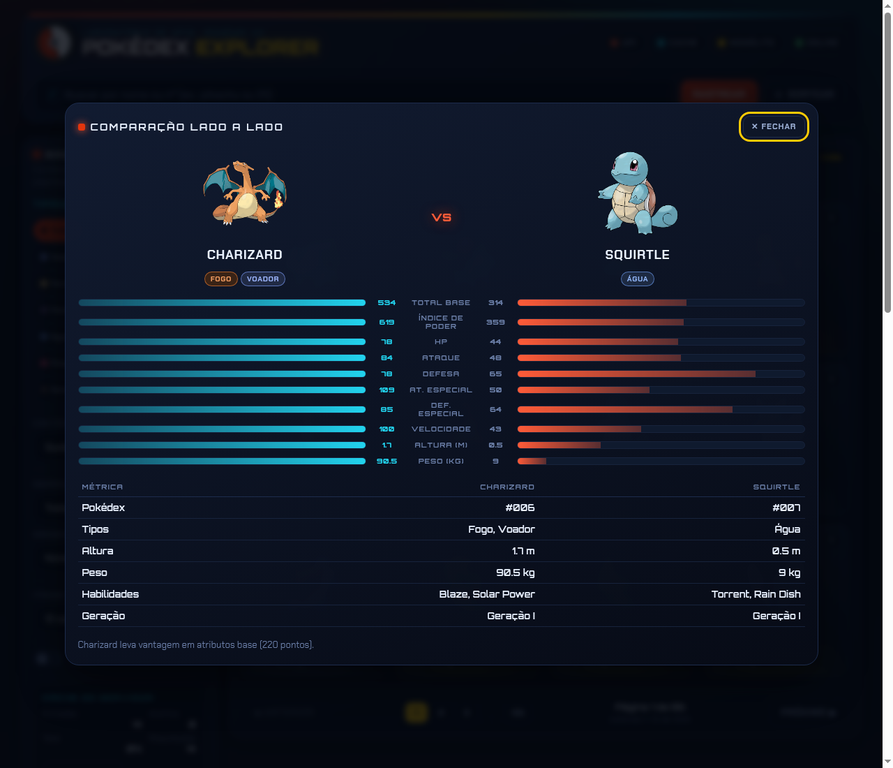 POKÉDEX EXPLORER
COMPARAÇÃO LADO A LADO
✕ FECHAR
VS
CHARIZARD
SQUIRTLE
FOGO VOADOR
ÁGUA
534 TOTAL BASE 314
619 ÍNDICE DE PODER 359
78 HP 44
84 ATAQUE 48
78 DEFESA 65
109 AT. ESPECIAL 50
85 DEF. ESPECIAL 64
100 VELOCIDADE 43
1.7 ALTURA (M) 0.5
90.5 PESO (KG) 9
MÉTRICA CHARIZARD SQUIRTLE
Pokédex #006 #007
Tipos Fogo, Voador Água
Altura 1.7 m 0.5 m
Peso 90.5 kg 9 kg
Habilidades Blaze, Solar Power Torrent, Rain Dish
Geração Geração I Geração I
Charizard leva vantagem em atributos base (220 pontos).